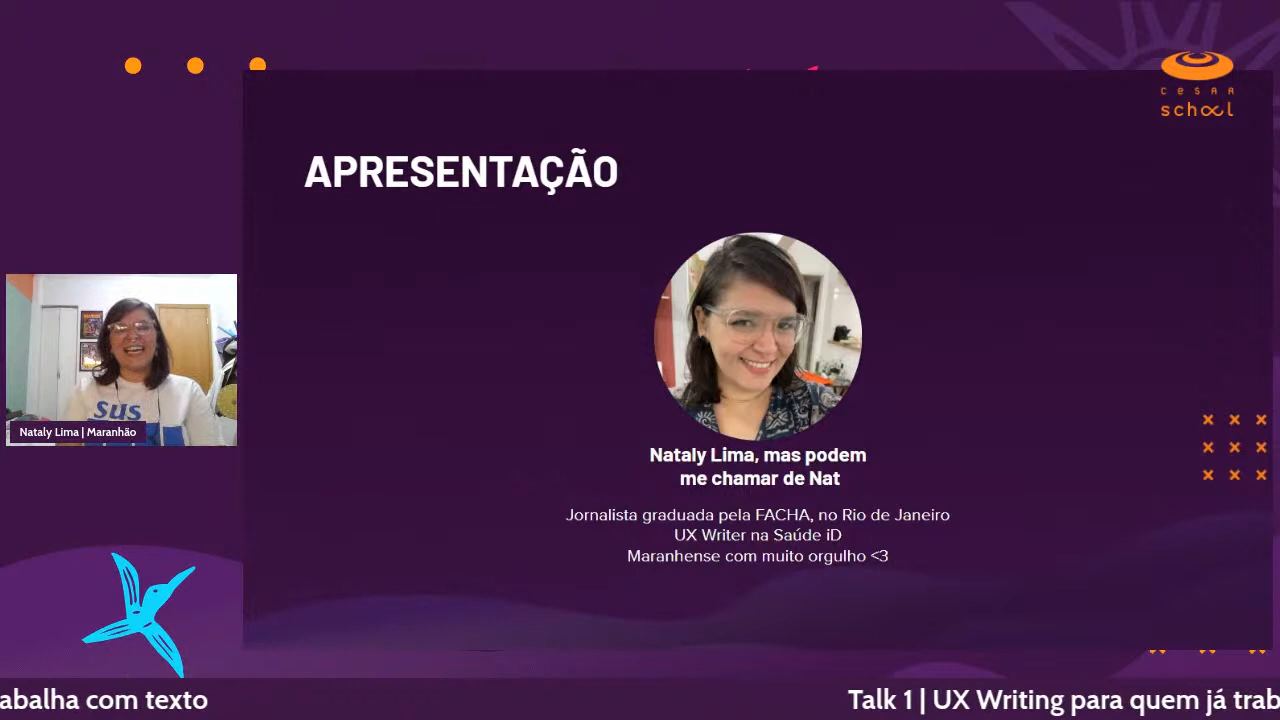 cesar
school
APRESENTAÇÃO
sus
Nataly Lima | Maranhão
Nataly Lima, mas podem
me chamar de Nat
Jornalista graduada pela FACHA, no Rio de Janeiro
UX Writer na Saúde iD
Maranhense com muito orgulho <3
abalha com texto
Talk 1 | UX Writing para quem já trab